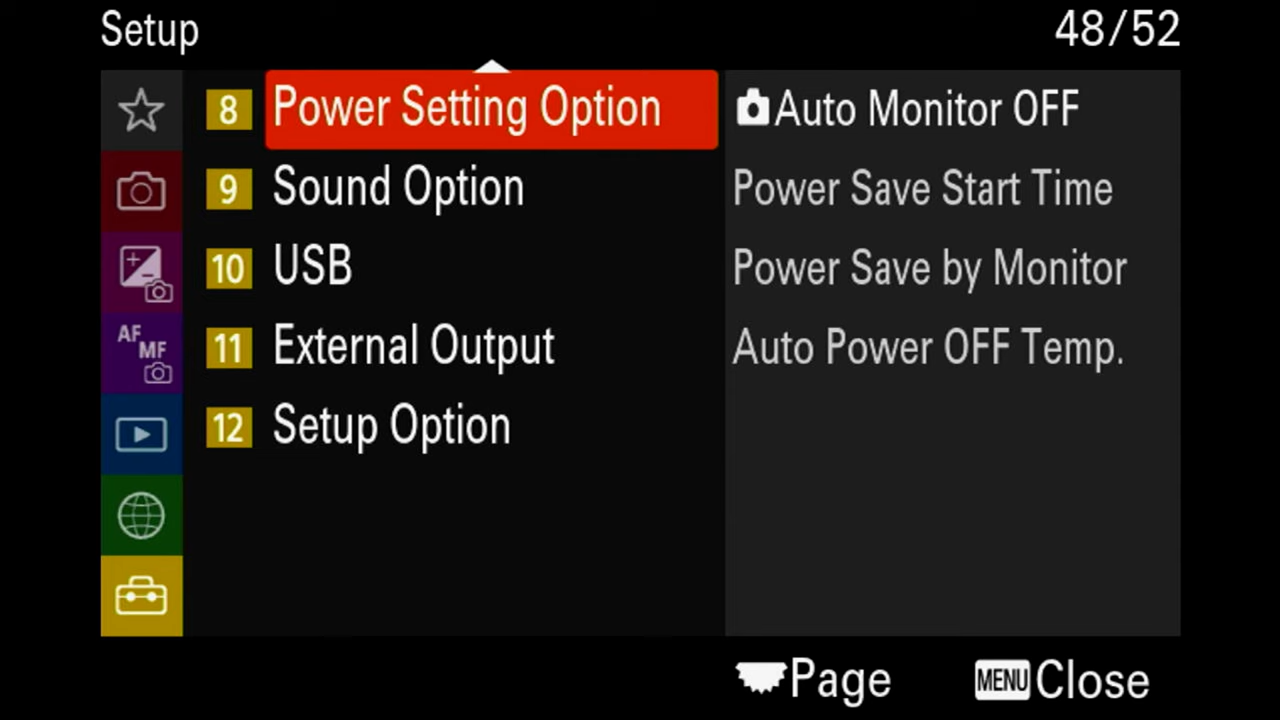 Setup 48/52
8 Power Setting Option
9 Sound Option
10 USB
11 External Output
12 Setup Option
AF
MF
Auto Monitor OFF
Power Save Start Time
Power Save by Monitor
Auto Power OFF Temp.
Page MENU Close